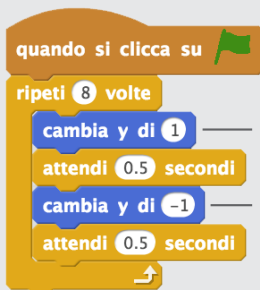 quando si clicca su
ripeti 8 volte
cambia y di 1
attendi 0.5 secondi
cambia y di -1
attendi 0.5 secondi